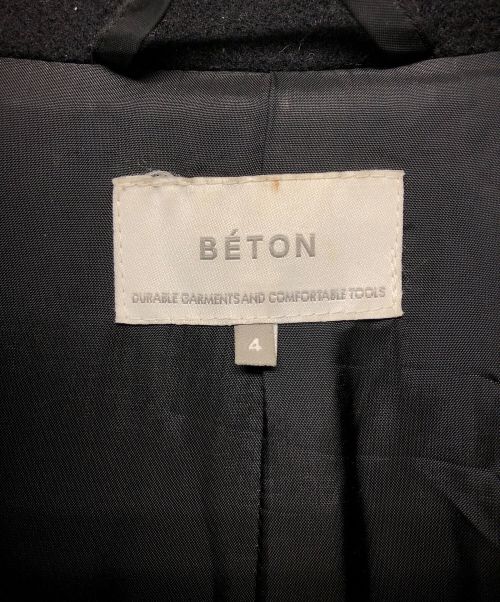 BÉTON
DURABLE GARMENTS AND COMFORTABLE TOOLS
4